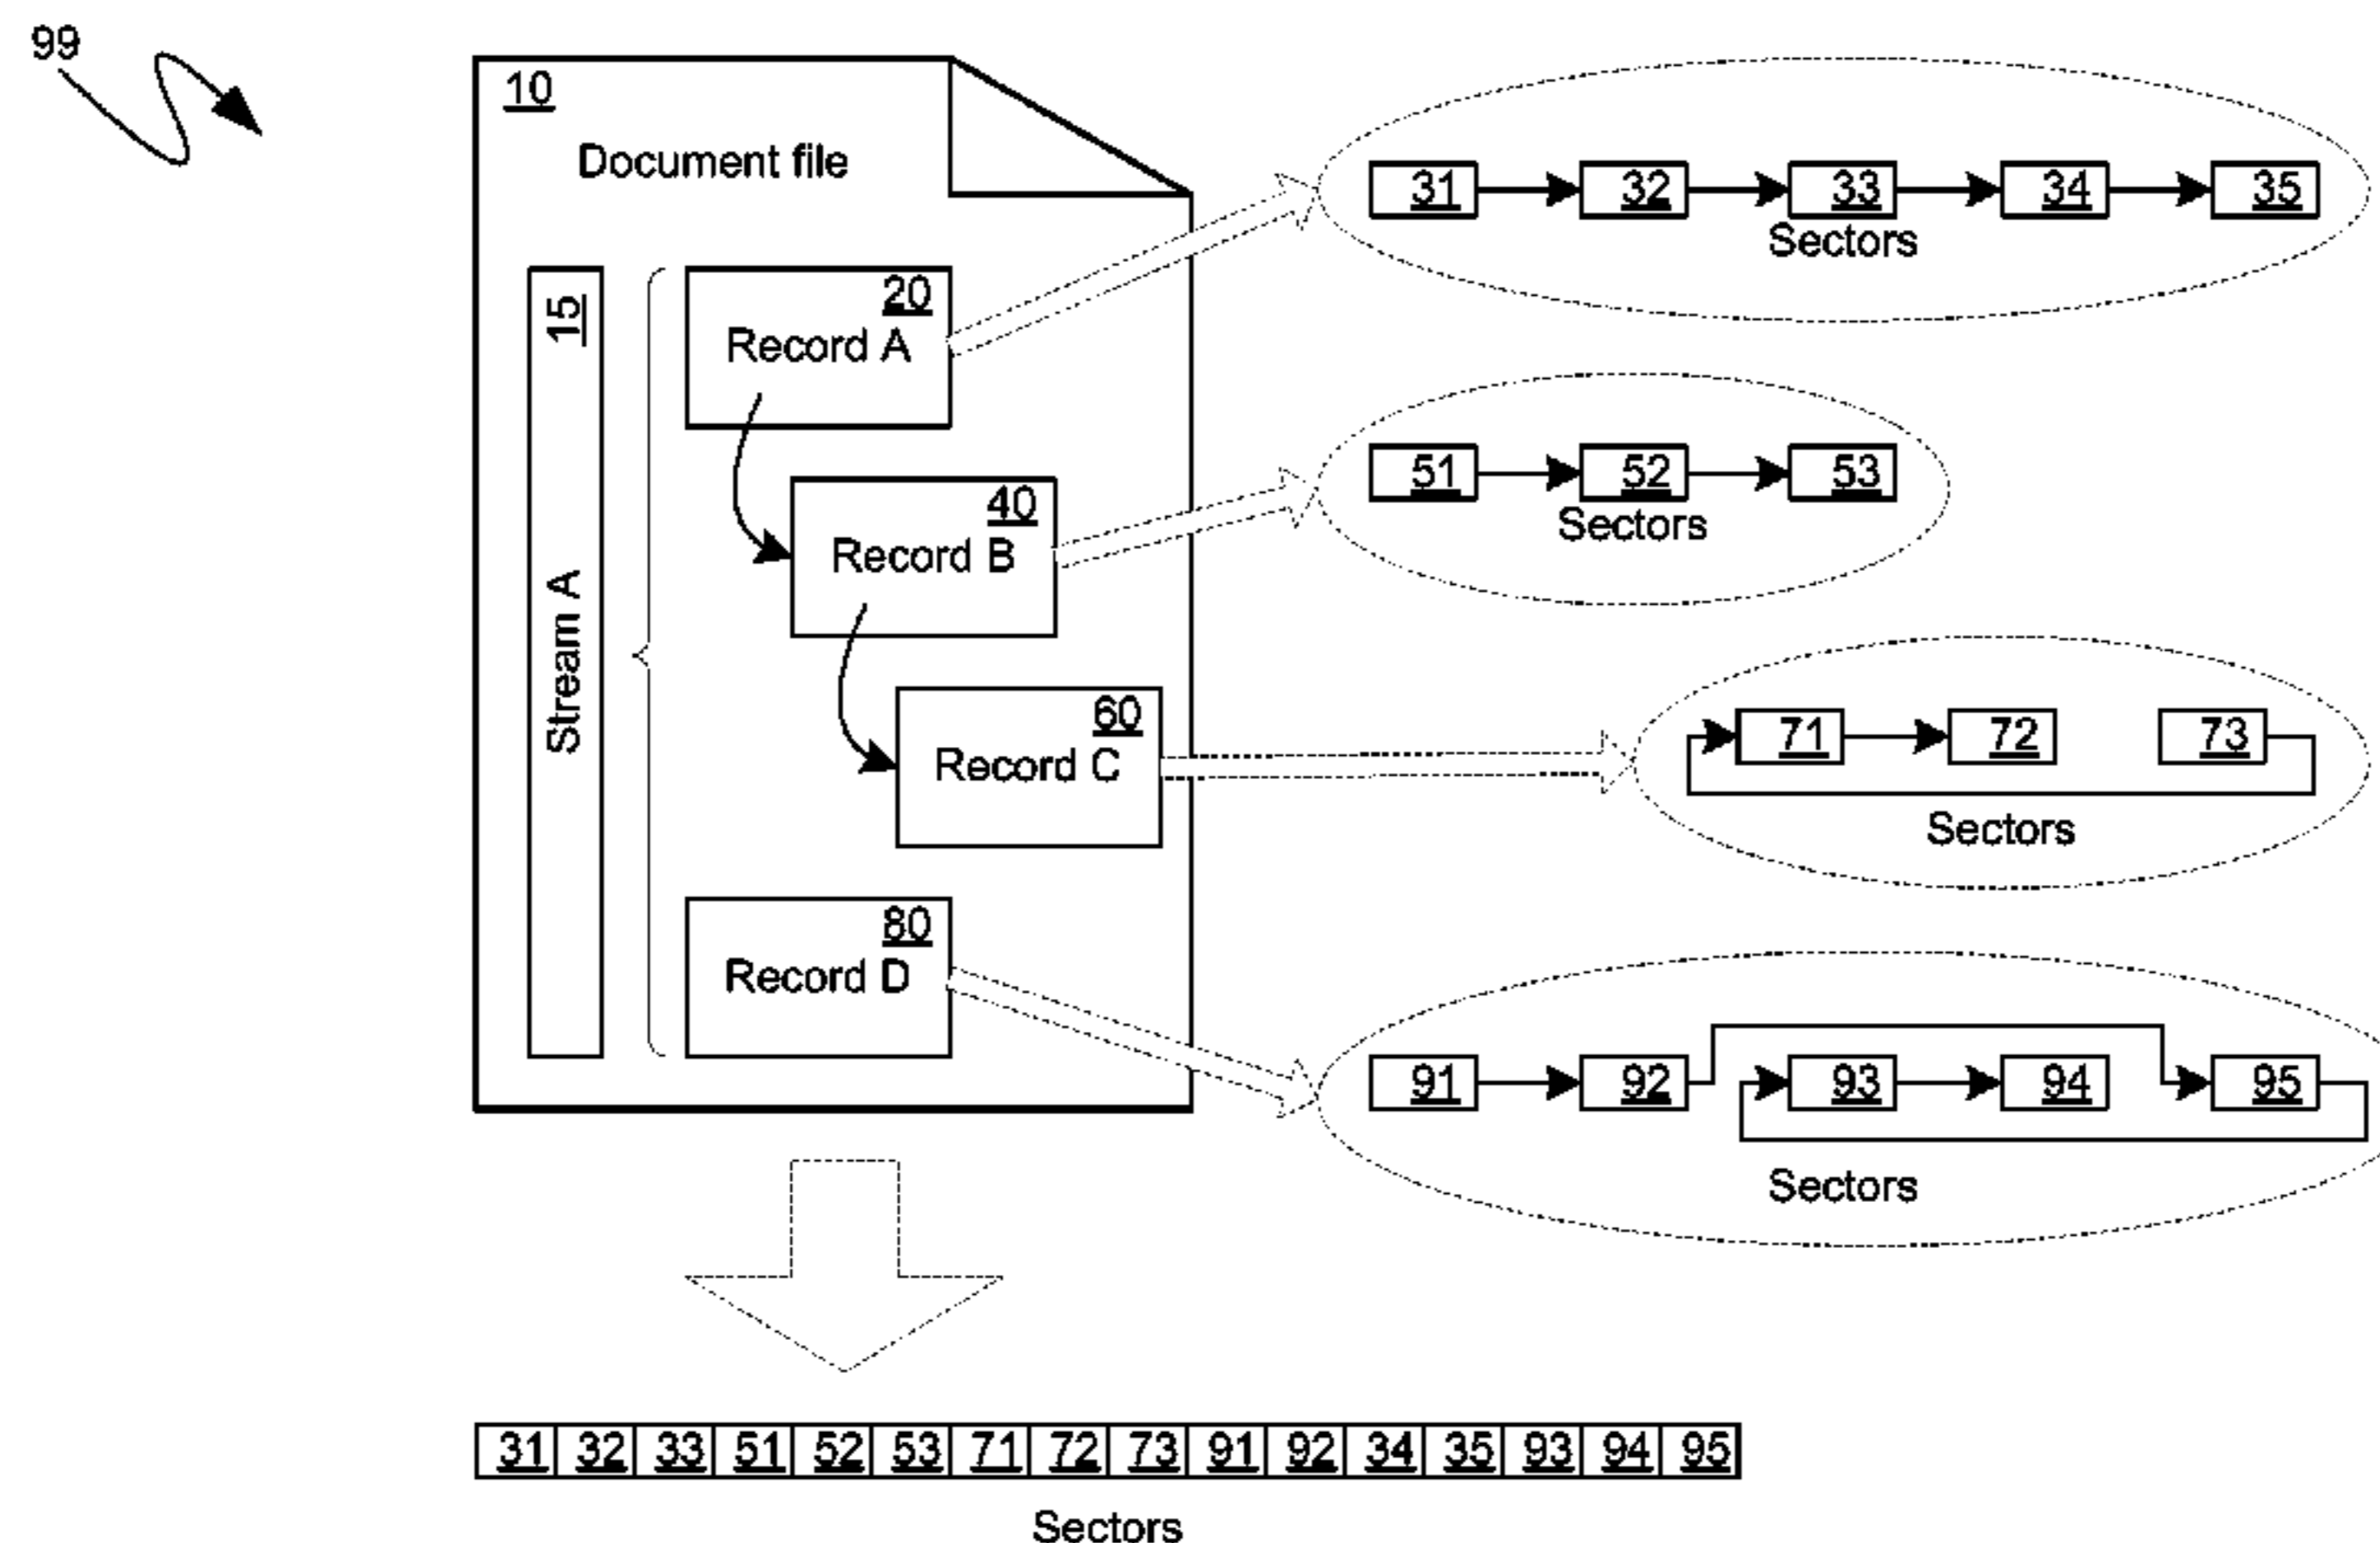 99
10
Document file
31 32 33 34 35
Sectors
15
Stream A
20
Record A
40
Record B
51 52 53
Sectors
60
Record C
71 72 73
Sectors
80
Record D
91 92 93 94 95
Sectors
31 32 33 51 52 53 71 72 73 91 92 34 35 93 94 95
Sectors